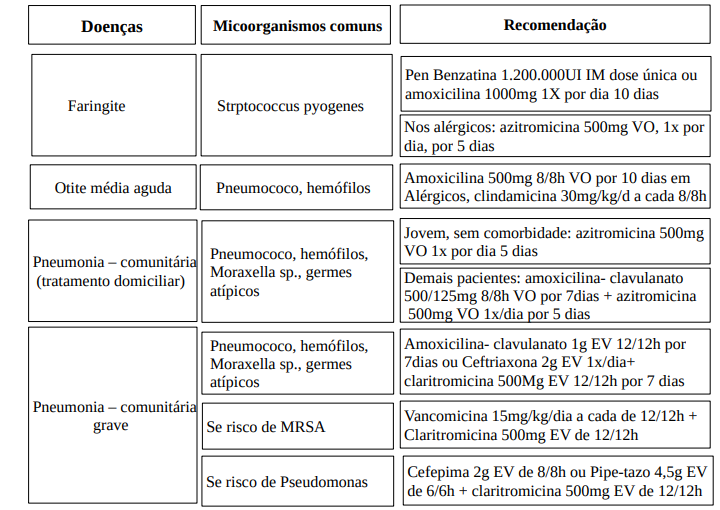 Doenças
Micoorganismos comuns
Recomendação
Faringite
Strptococcus pyogenes
Pen Benzatina 1.200.000UI IM dose única ou
amoxicilina 1000mg 1X por dia 10 dias
Nos alérgicos: azitromicina 500mg VO, 1x por
dia, por 5 dias
Otite média aguda
Pneumococo, hemófilos
Amoxicilina 500mg 8/8h VO por 10 dias em
Alérgicos, clindamicina 30mg/kg/d a cada 8/8h
Pneumonia – comunitária
(tratamento domiciliar)
Pneumococo, hemófilos,
Moraxella sp., germes
atípicos
Jovem, sem comorbidade: azitromicina 500mg
VO 1x por dia 5 dias
Demais pacientes: amoxicilina- clavulanato
500/125mg 8/8h VO por 7dias + azitromicina
500mg VO 1x/dia por 5 dias
Pneumonia – comunitária
grave
Pneumococo, hemófilos,
Moraxella sp., germes
atípicos
Amoxicilina- clavulanato 1g EV 12/12h por
7dias ou Ceftriaxona 2g EV 1x/dia+
claritromicina 500Mg EV 12/12h por 7 dias
Se risco de MRSA
Vancomicina 15mg/kg/dia a cada de 12/12h +
Claritromicina 500mg EV de 12/12h
Se risco de Pseudomonas
Cefepima 2g EV de 8/8h ou Pipe-tazo 4,5g EV
de 6/6h + claritromicina 500mg EV de 12/12h